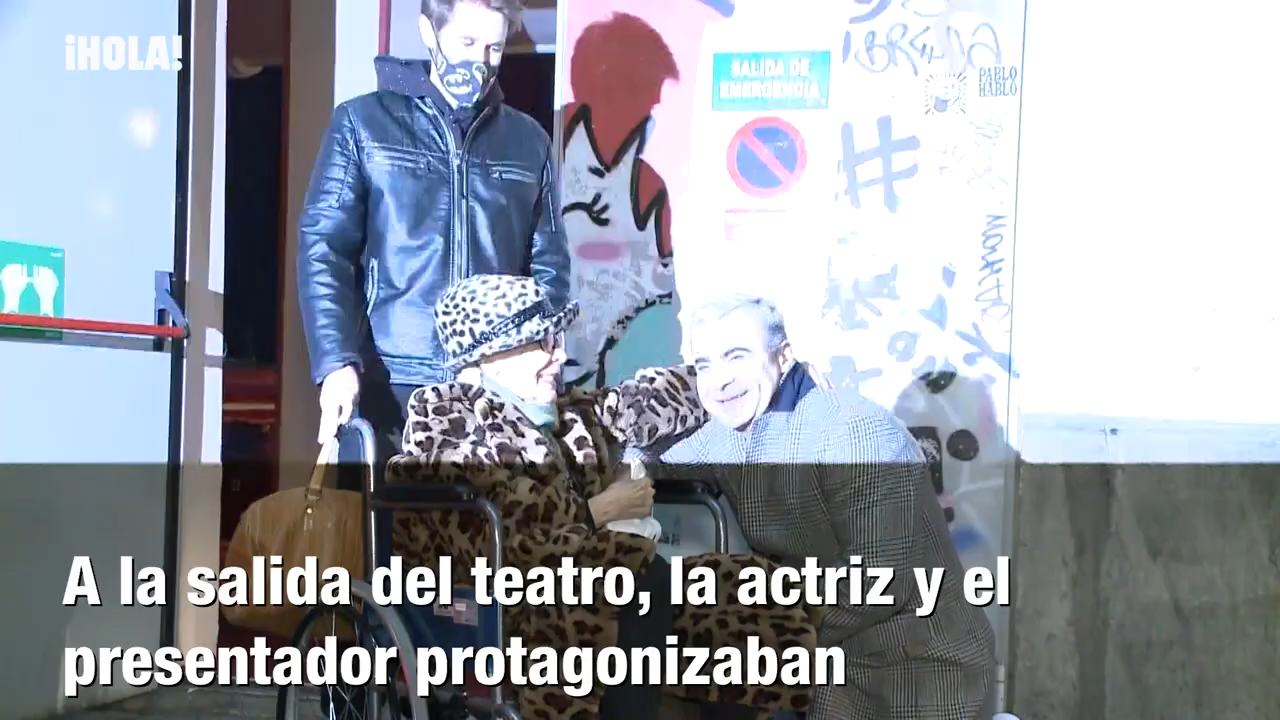 ¡HOLA!
SALIDA DE
EMERGENCIA
PABLO
HABLO
#
A la salida del teatro, la actriz y el
presentador protagonizaban